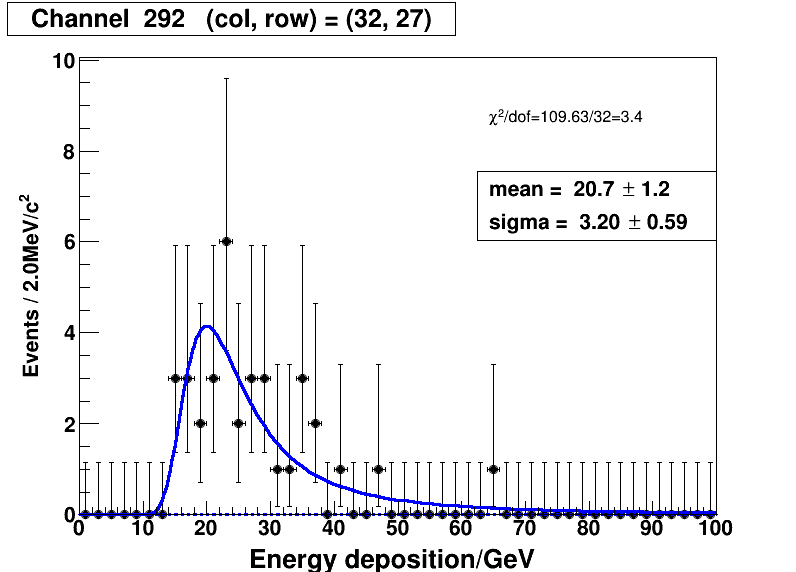 Channel 292 (col, row) = (32, 27)
10
8
6
4
2
0
Events / 2.0MeV/c²
χ²/dof=109.63/32=3.4
mean = 20.7 ± 1.2
sigma = 3.20 ± 0.59
0 10 20 30 40 50 60 70 80 90 100
Energy deposition/GeV